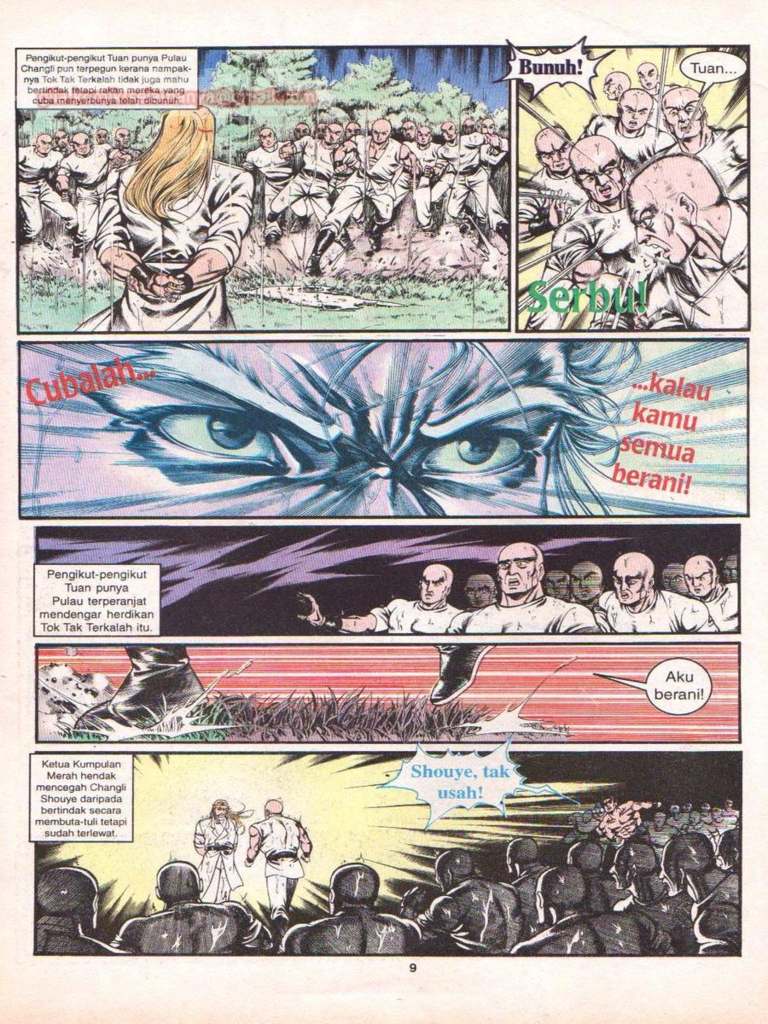 Pengikut-pengikut Tuan punya Pulau
Changli pun terpegun kerana nampak-
nya Tok Tak Terkalah tidak juga mahu
bertindak tetapi rakan mereka yang
cuba menyerbunya telah dibunuh.
Bunuh!
Tuan...
Serbu!
Cubalah...
...kalau
kamu
semua
berani!
Pengikut-pengikut
Tuan punya
Pulau terperanjat
mendengar herdikan
Tok Tak Terkalah itu.
Aku
berani!
Ketua Kumpulan
Merah hendak
mencegah Changli
Shouye daripada
bertindak secara
membuta-tuli tetapi
sudah terlewat.
Shouye, tak
usah!
9